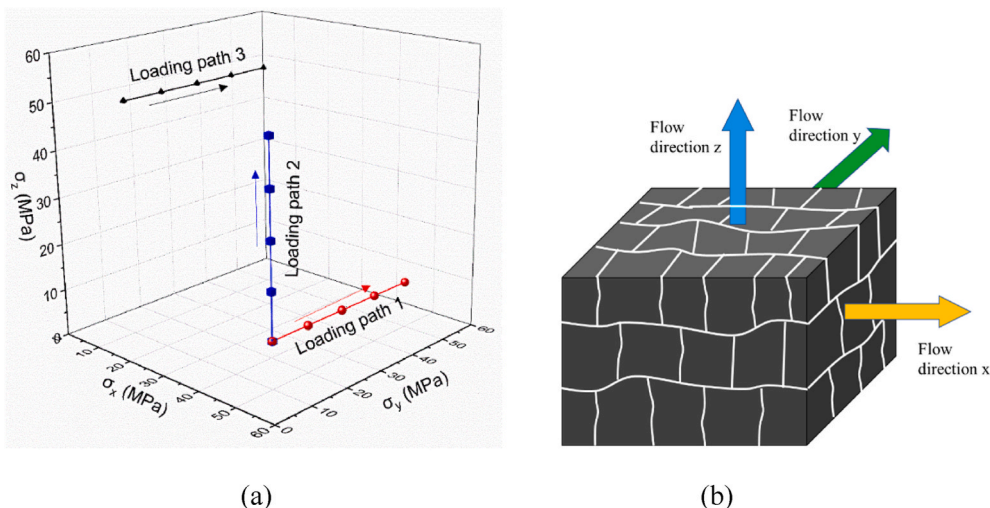 60
50
40
30
20
10
0
σz (MPa)
Loading path 3
Loading path 2
Loading path 1
0
10
20
30
40
50
60
σx (MPa)
0
10
20
30
40
50
60
σy (MPa)
(a)
Flow
direction z
Flow
direction y
Flow
direction x
(b)